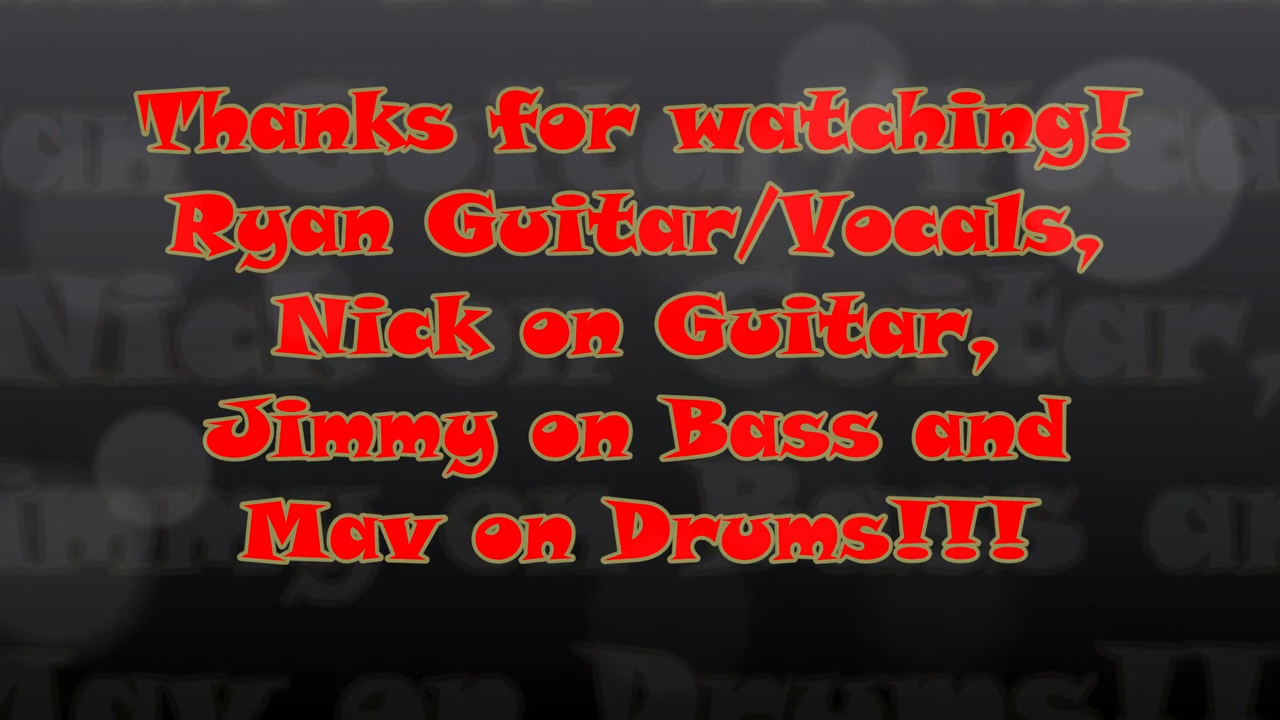 Thanks for watching!
Ryan Guitar/Vocals,
Nick on Guitar,
Jimmy on Bass and
Mav on Drums!!!